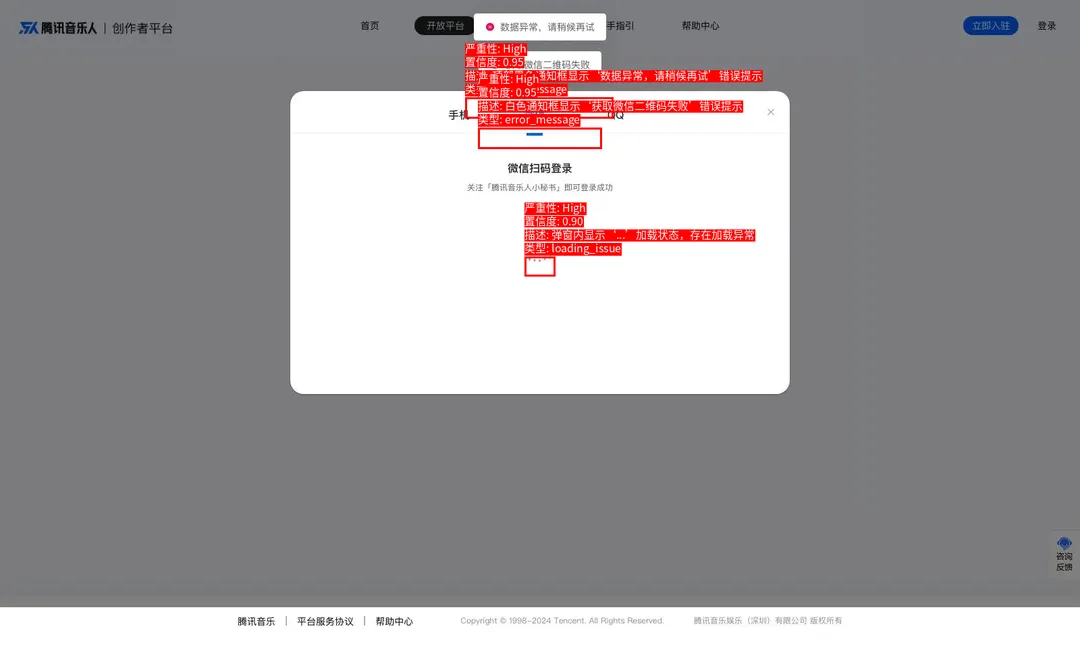 腾讯音乐人 | 创作者平台
首页
开放平台
数据异常，请稍候再试
手指引
帮助中心
立即入驻
登录
严重性: High
置信度: 0.95
微信二维码失败
通知框显示‘数据异常，请稍候再试’错误提示
严重性: High
置信度: 0.95
描述: 白色通知框显示‘获取微信二维码失败’错误提示
类型: error_message
手机
QQ
微信扫码登录
关注「腾讯音乐人小秘书」即可登录成功
严重性: High
置信度: 0.90
描述: 弹窗内显示‘...’加载状态，存在加载异常
类型: loading_issue
...
咨询
反馈
腾讯音乐 | 平台服务协议 | 帮助中心
Copyright © 1998-2024 Tencent. All Rights Reserved.
腾讯音乐娱乐（深圳）有限公司 版权所有